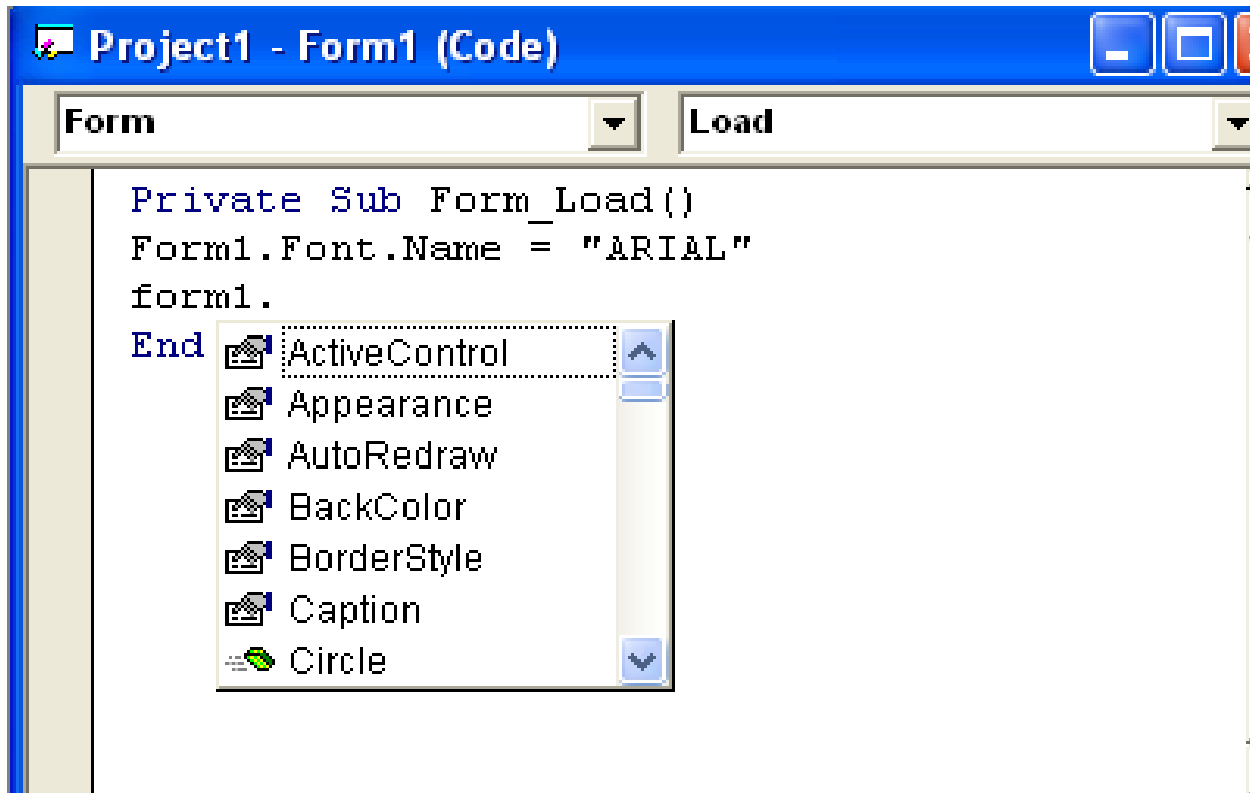 Project1 - Form1 (Code)
Form Load
Private Sub Form_Load()
Form1.Font.Name = "ARIAL"
form1.
End
ActiveControl
Appearance
AutoRedraw
BackColor
BorderStyle
Caption
Circle